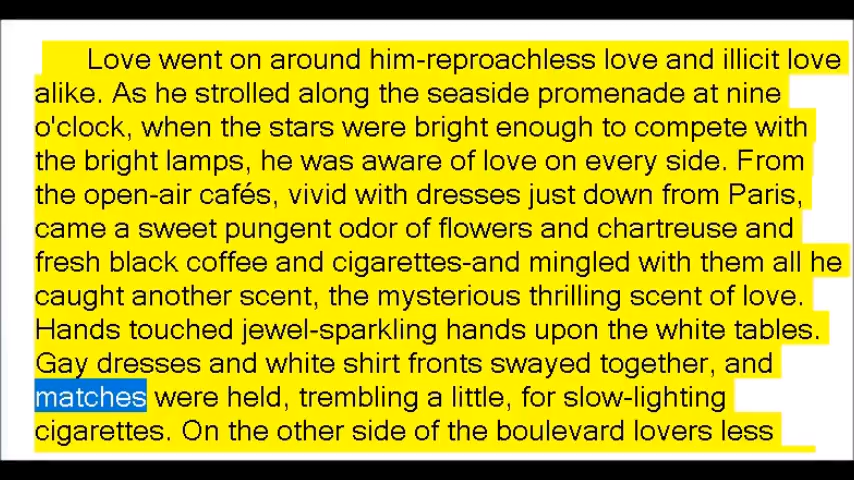 Love went on around him-reproachless love and illicit love
alike. As he strolled along the seaside promenade at nine
o'clock, when the stars were bright enough to compete with
the bright lamps, he was aware of love on every side. From
the open-air cafés, vivid with dresses just down from Paris,
came a sweet pungent odor of flowers and chartreuse and
fresh black coffee and cigarettes-and mingled with them all he
caught another scent, the mysterious thrilling scent of love.
Hands touched jewel-sparkling hands upon the white tables.
Gay dresses and white shirt fronts swayed together, and
matches were held, trembling a little, for slow-lighting
cigarettes. On the other side of the boulevard lovers less